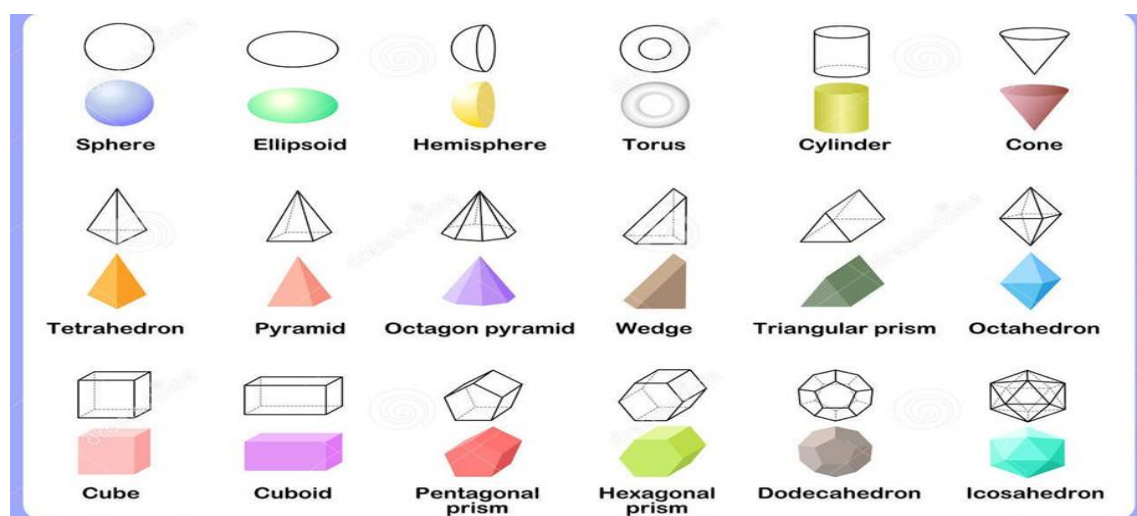 Sphere Ellipsoid Hemisphere Torus Cylinder Cone
Tetrahedron Pyramid Octagon pyramid Wedge Triangular prism Octahedron
Cube Cuboid Pentagonal prism Hexagonal prism Dodecahedron Icosahedron